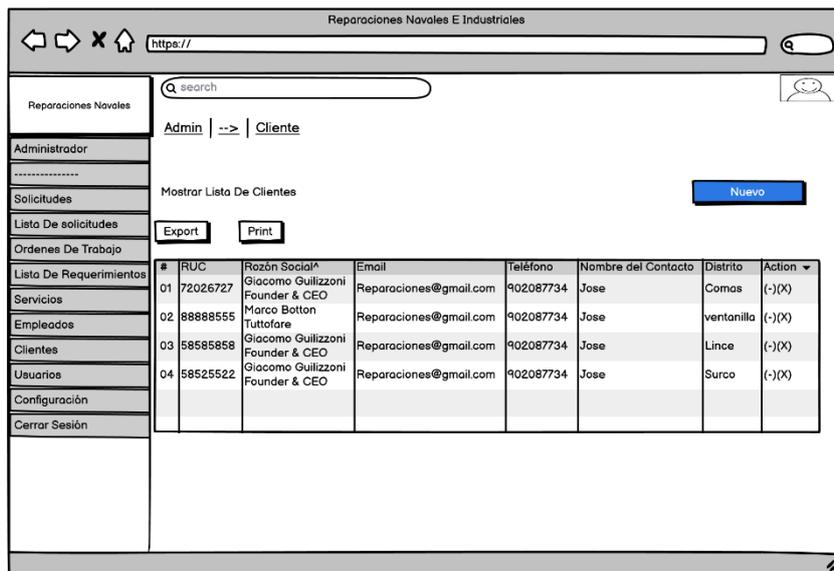 Reparaciones Navales E Industriales
https://
search
Reparaciones Navales
Admin | --> | Cliente
Administrador
---------------
Solicitudes
Mostrar Lista De Clientes
Nuevo
Lista De solicitudes
Export
Print
Ordenes De Trabajo
Lista De Requerimientos
Servicios
Empleados
Clientes
Usuarios
Configuración
Cerrar Sesión
# RUC Rozón Social^ Email Teléfono Nombre del Contacto Distrito Action
01 72026727 Giacomo Guilizzoni Founder & CEO Reparaciones@gmail.com 902087734 Jose Comas (-)(X)
02 88888555 Marco Botton Tuttofare Reparaciones@gmail.com 902087734 Jose ventanilla (-)(X)
03 58585858 Giacomo Guilizzoni Founder & CEO Reparaciones@gmail.com 902087734 Jose Lince (-)(X)
04 58525522 Giacomo Guilizzoni Founder & CEO Reparaciones@gmail.com 902087734 Jose Surco (-)(X)